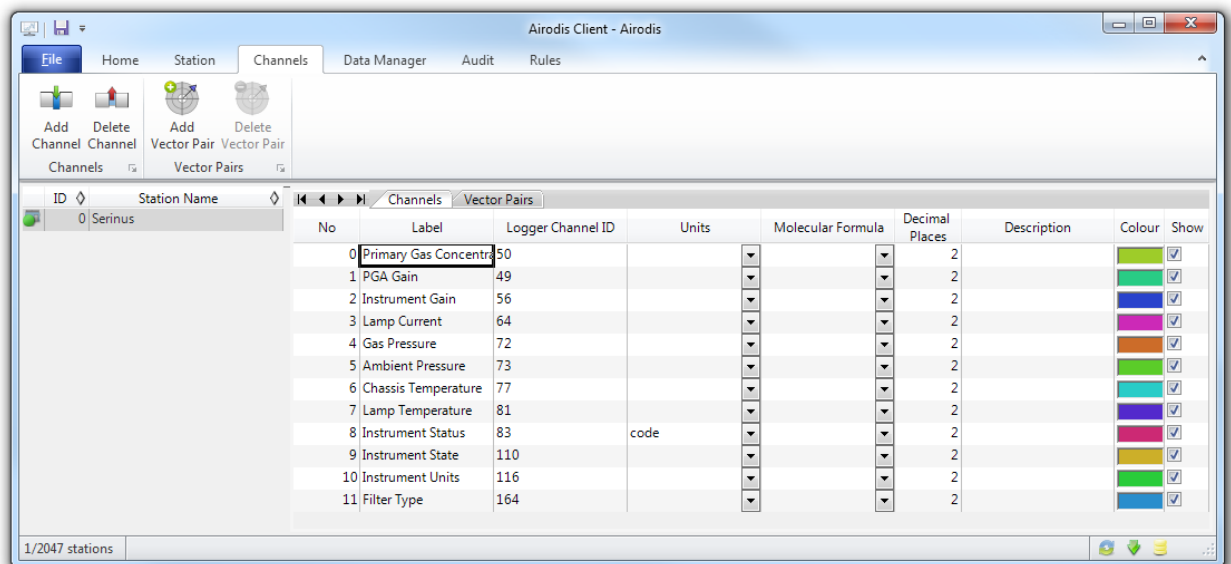 Airodis Client - Airodis
File Home Station Channels Data Manager Audit Rules
Add Channel Delete Channel Add Vector Pair Delete Vector Pair
Channels Vector Pairs
ID Station Name
0 Serinus
Channels Vector Pairs
No Label Logger Channel ID Units Molecular Formula Decimal Places Description Colour Show
0 Primary Gas Concentra 50 2
1 PGA Gain 49 2
2 Instrument Gain 56 2
3 Lamp Current 64 2
4 Gas Pressure 72 2
5 Ambient Pressure 73 2
6 Chassis Temperature 77 2
7 Lamp Temperature 81 2
8 Instrument Status 83 code 2
9 Instrument State 110 2
10 Instrument Units 116 2
11 Filter Type 164 2
1/2047 stations